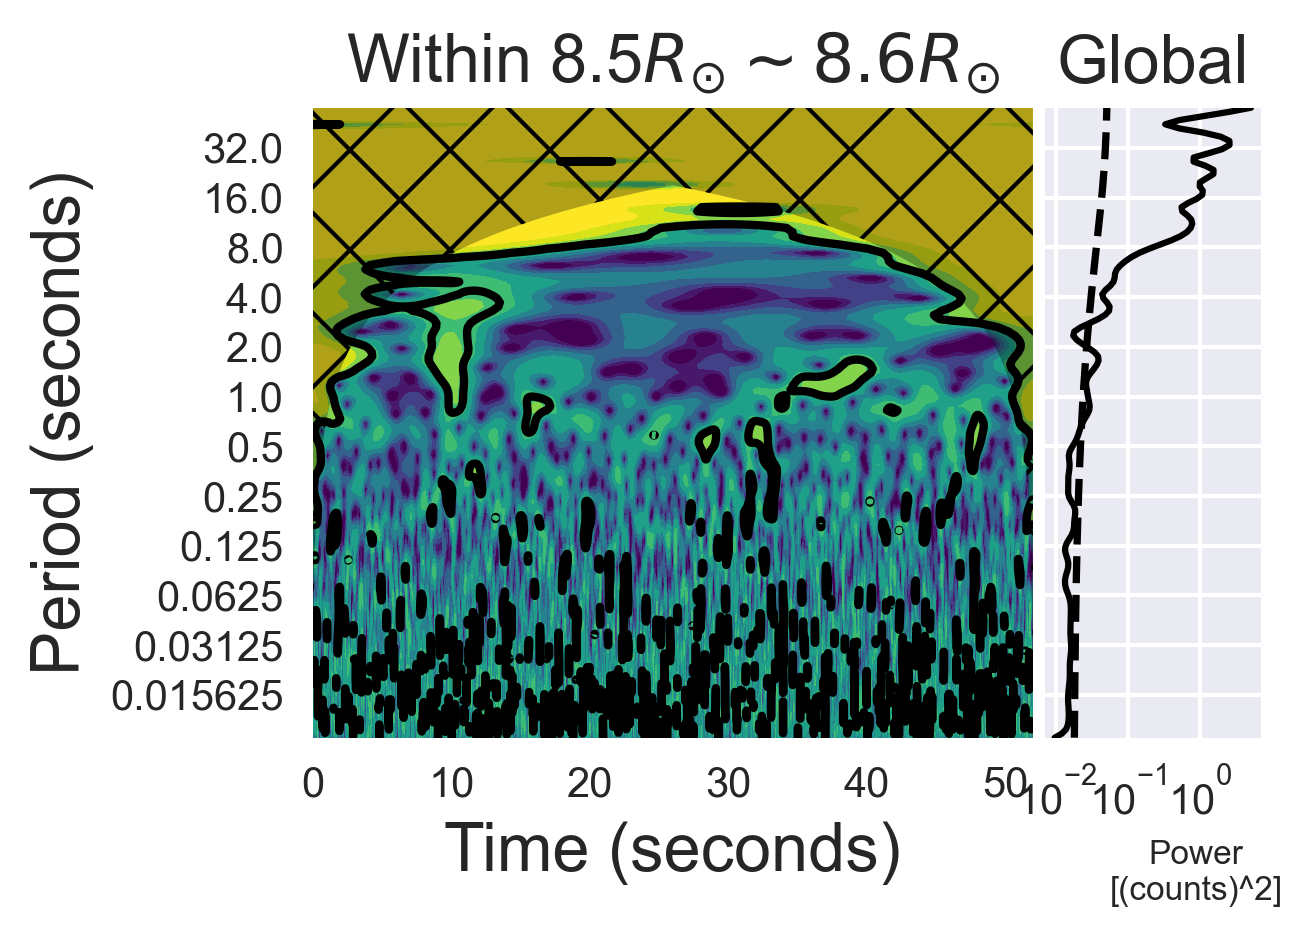 Within 8.5R☉ ~ 8.6R☉
Global
Period (seconds)
32.0
16.0
8.0
4.0
2.0
1.0
0.5
0.25
0.125
0.0625
0.03125
0.015625
0 10 20 30 40 50
10⁻² 10⁻¹ 10⁰
Time (seconds)
Power
[(counts)^2]